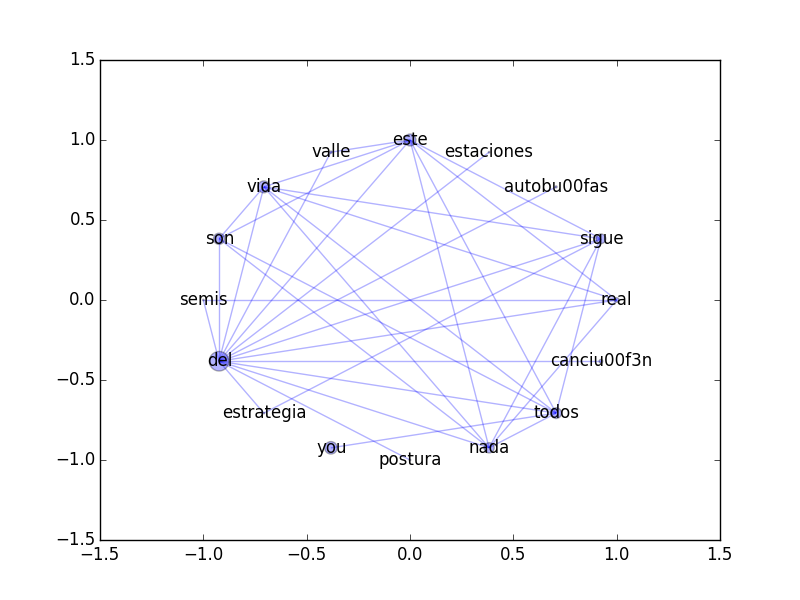 1.5
1.0
0.5
0.0
−0.5
−1.0
−1.5
este
valle
estaciones
vida
autobu00fas
son
sigue
semis
real
del
canciu00f3n
estrategia
todos
you
nada
postura
−1.5
−1.0
−0.5
0.0
0.5
1.0
1.5